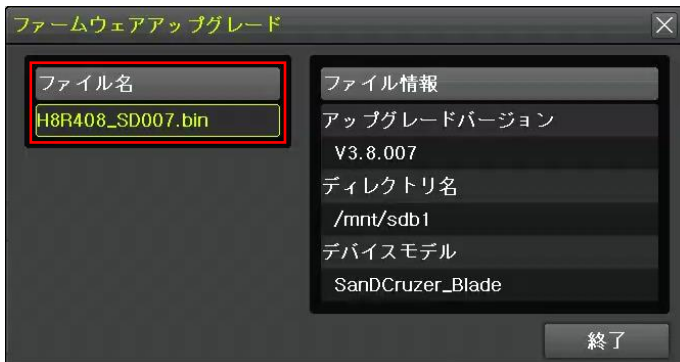 ファームウェアアップグレード
ファイル名
H8R408_SD007.bin
ファイル情報
アップグレードバージョン
V3.8.007
ディレクトリ名
/mnt/sdb1
デバイスモデル
SanDCruzer_Blade
終了